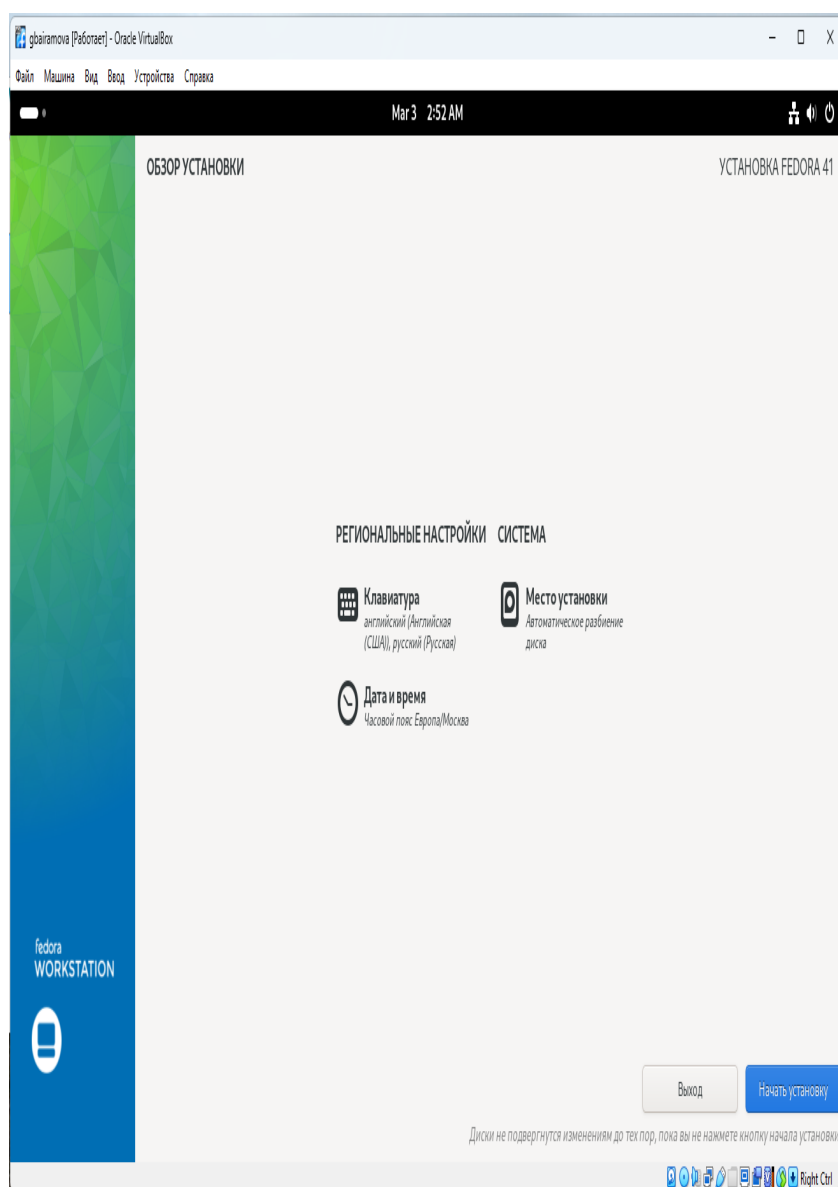 gbairamova [Работает] - Oracle VirtualBox
Файл Машина Вид Ввод Устройства Справка
Mar 3 2:52 AM
ОБЗОР УСТАНОВКИ
УСТАНОВКА FEDORA 41
РЕГИОНАЛЬНЫЕ НАСТРОЙКИ
СИСТЕМА
Клавиатура
английский (Английская
(США)), русский (Русская)
Место установки
Автоматическое разбиение
диска
Дата и время
Часовой пояс Европа/Москва
fedora
WORKSTATION
Выход
Начать установку
Диски не подвергнутся изменениям до тех пор, пока вы не нажмете кнопку начала установки
Right Ctrl